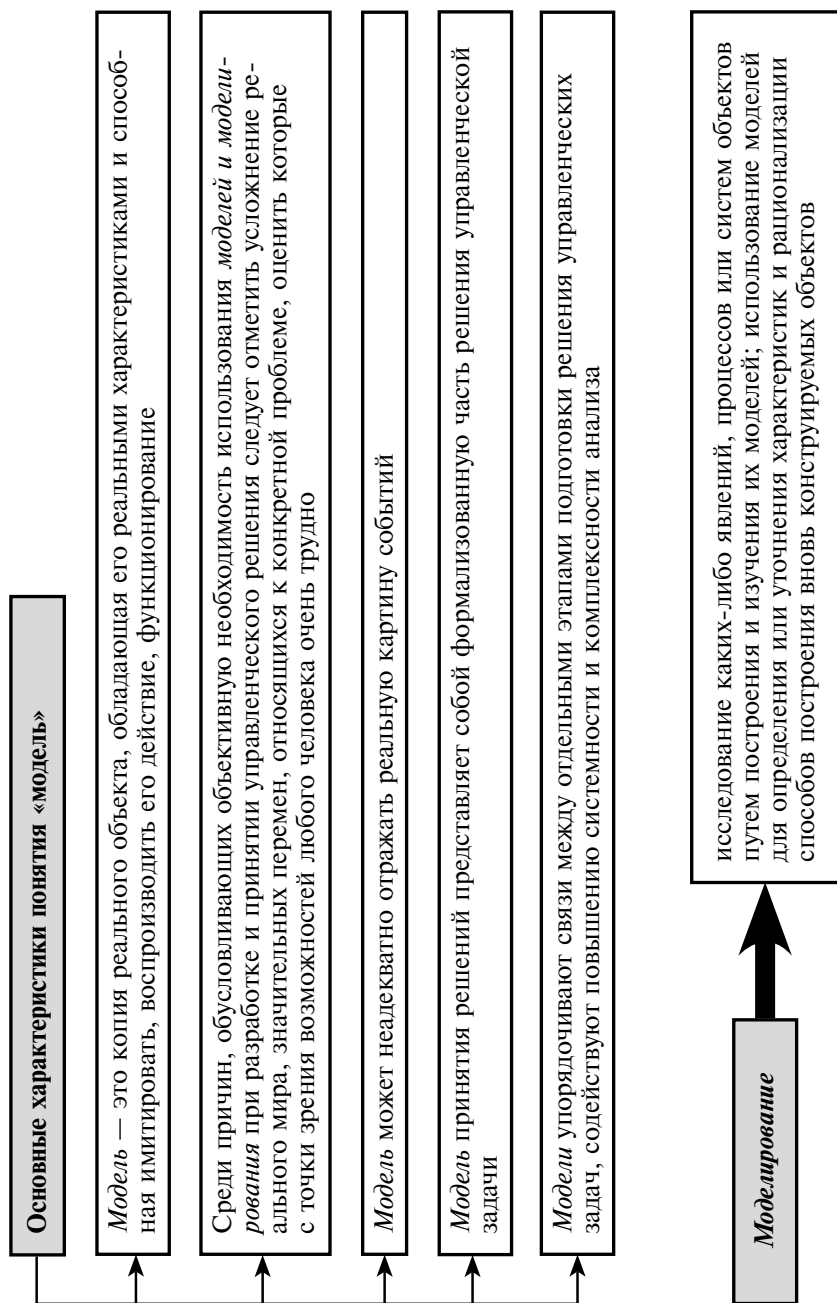 Основные характеристики понятия «модель»
Модель — это копия реального объекта, обладающая его реальными характеристиками и способ-
ная имитировать, воспроизводить его действие, функционирование
Среди причин, обусловливающих объективную необходимость использования моделей и модели-
рования при разработке и принятии управленческого решения следует отметить усложнение ре-
ального мира, значительных перемен, относящихся к конкретной проблеме, оценить которые
с точки зрения возможностей любого человека очень трудно
Модель может неадекватно отражать реальную картину событий
Модель принятия решений представляет собой формализованную часть решения управленческой
задачи
Модели упорядочивают связи между отдельными этапами подготовки решения управленческих
задач, содействуют повышению системности и комплексности анализа
Моделирование
исследование каких-либо явлений, процессов или систем объектов
путем построения и изучения их моделей; использование моделей
для определения или уточнения характеристик и рационализации
способов построения вновь конструируемых объектов